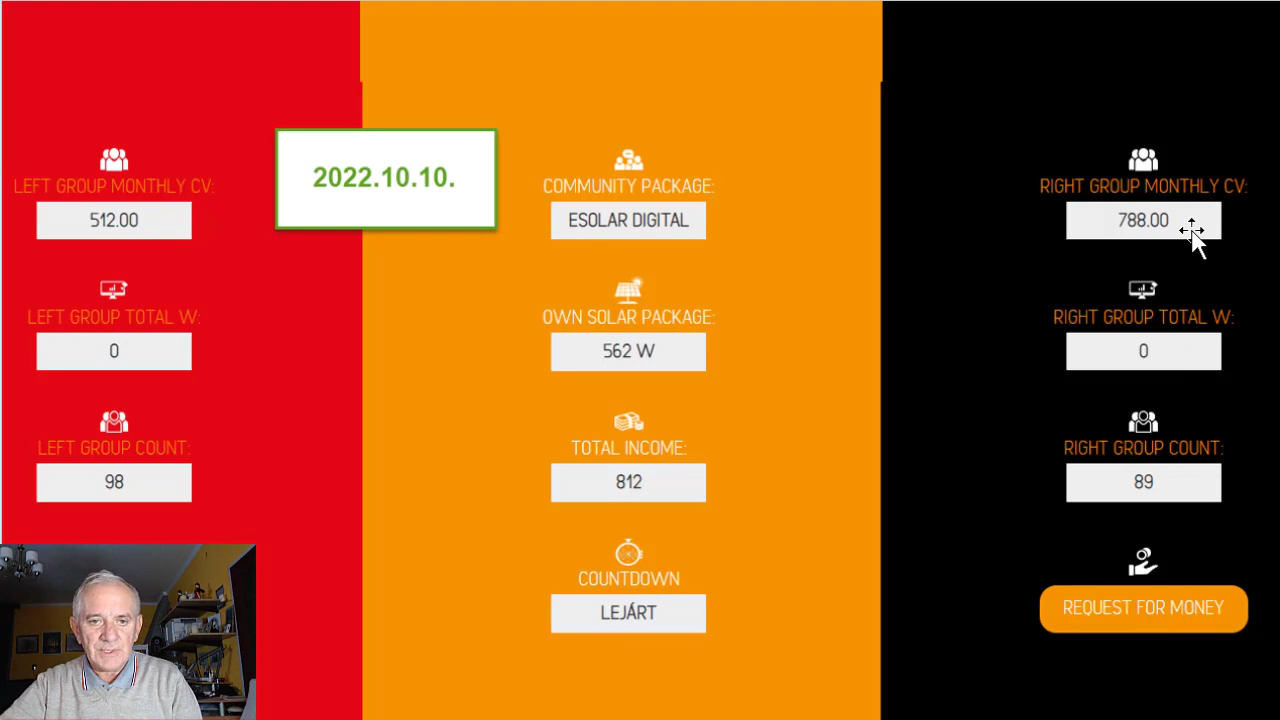 2022.10.10.
LEFT GROUP MONTHLY CV:
512.00
LEFT GROUP TOTAL W:
0
LEFT GROUP COUNT:
98
COMMUNITY PACKAGE:
ESOLAR DIGITAL
OWN SOLAR PACKAGE:
562 W
TOTAL INCOME:
812
COUNTDOWN
LEJÁRT
RIGHT GROUP MONTHLY CV:
788.00
RIGHT GROUP TOTAL W:
0
RIGHT GROUP COUNT:
89
REQUEST FOR MONEY